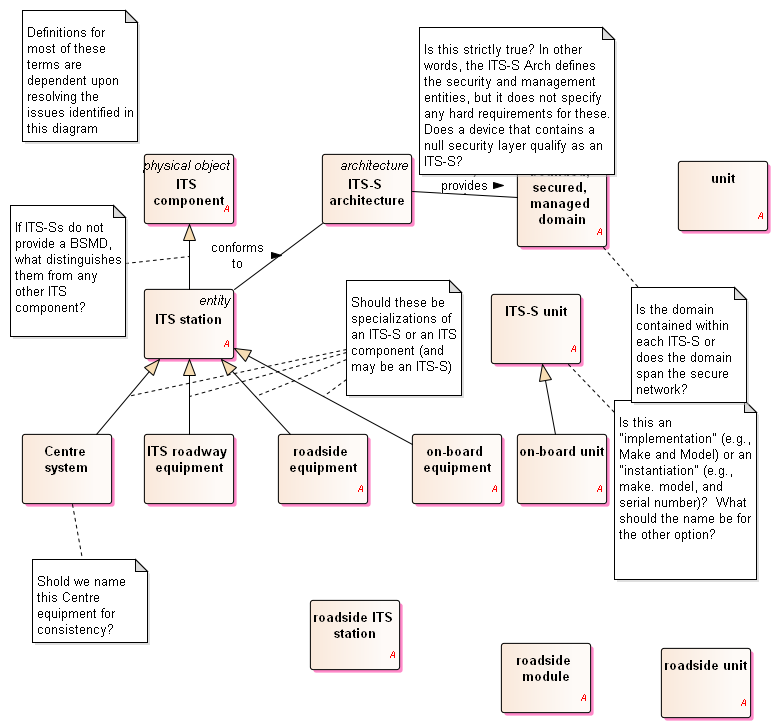 Definitions for
most of these
terms are
dependent upon
resolving the
issues identified in
this diagram
Is this strictly true? In other
words, the ITS-S Arch defines
the security and management
entities, but it does not specify
any hard requirements for these.
Does a device that contains a
null security layer qualify as an
ITS-S?
physical object
ITS
component
A
architecture
ITS-S
architecture
A
provides
secured,
managed
domain
A
unit
A
If ITS-Ss do not
provide a BSMD,
what distinguishes
them from any
other ITS
component?
conforms
to
entity
ITS station
A
Should these be
specializations of
an ITS-S or an ITS
component (and
may be an ITS-S)
ITS-S unit
A
Is the domain
contained within
each ITS-S or
does the domain
span the secure
network?
Is this an
"implementation" (e.g.,
Make and Model) or an
"instantiation" (e.g.,
make. model, and
serial number)?  What
should the name be for
the other option?
Centre
system
ITS roadway
equipment
roadside
equipment
A
on-board
equipment
A
on-board unit
A
Shold we name
this Centre
equipment for
consistency?
roadside ITS
station
A
roadside
module
A
roadside unit
A